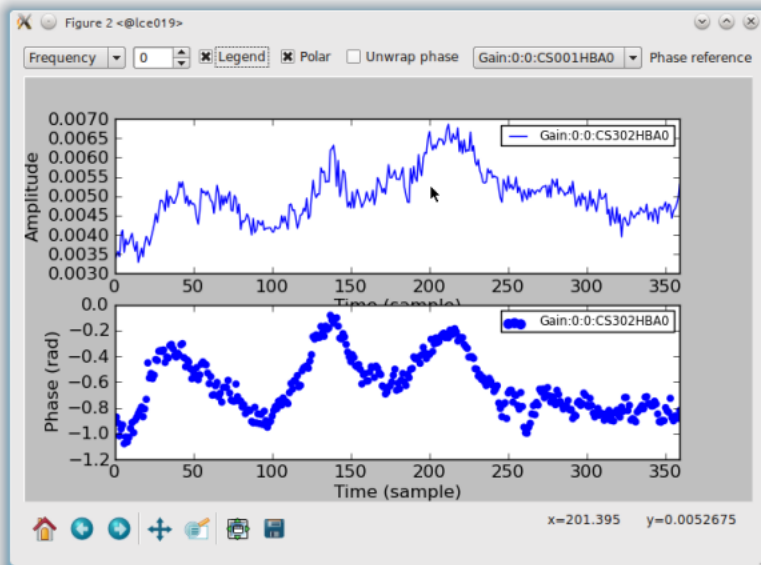 Figure 2 <@lce019>
Frequency 0 Legend Polar Unwrap phase Gain:0:0:CS001HBA0 Phase reference
Amplitude
0.0070
0.0065
0.0060
0.0055
0.0050
0.0045
0.0040
0.0035
0.0030
Gain:0:0:CS302HBA0
0 50 100 150 200 250 300 350
Time (sample)
Phase (rad)
0.0
−0.2
−0.4
−0.6
−0.8
−1.0
−1.2
Gain:0:0:CS302HBA0
0 50 100 150 200 250 300 350
Time (sample)
x=201.395 y=0.0052675